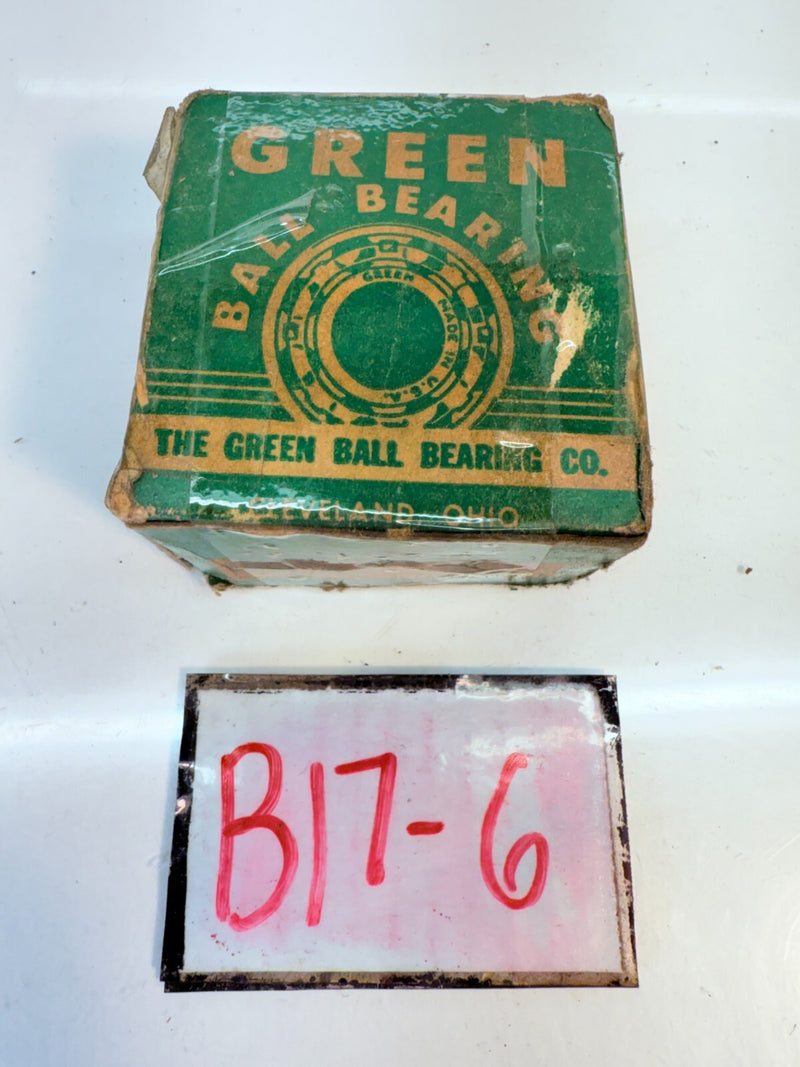 GREEN
BALL BEARING
GREEN MADE IN U.S.A.
THE GREEN BALL BEARING CO.
CLEVELAND, OHIO
B17-6